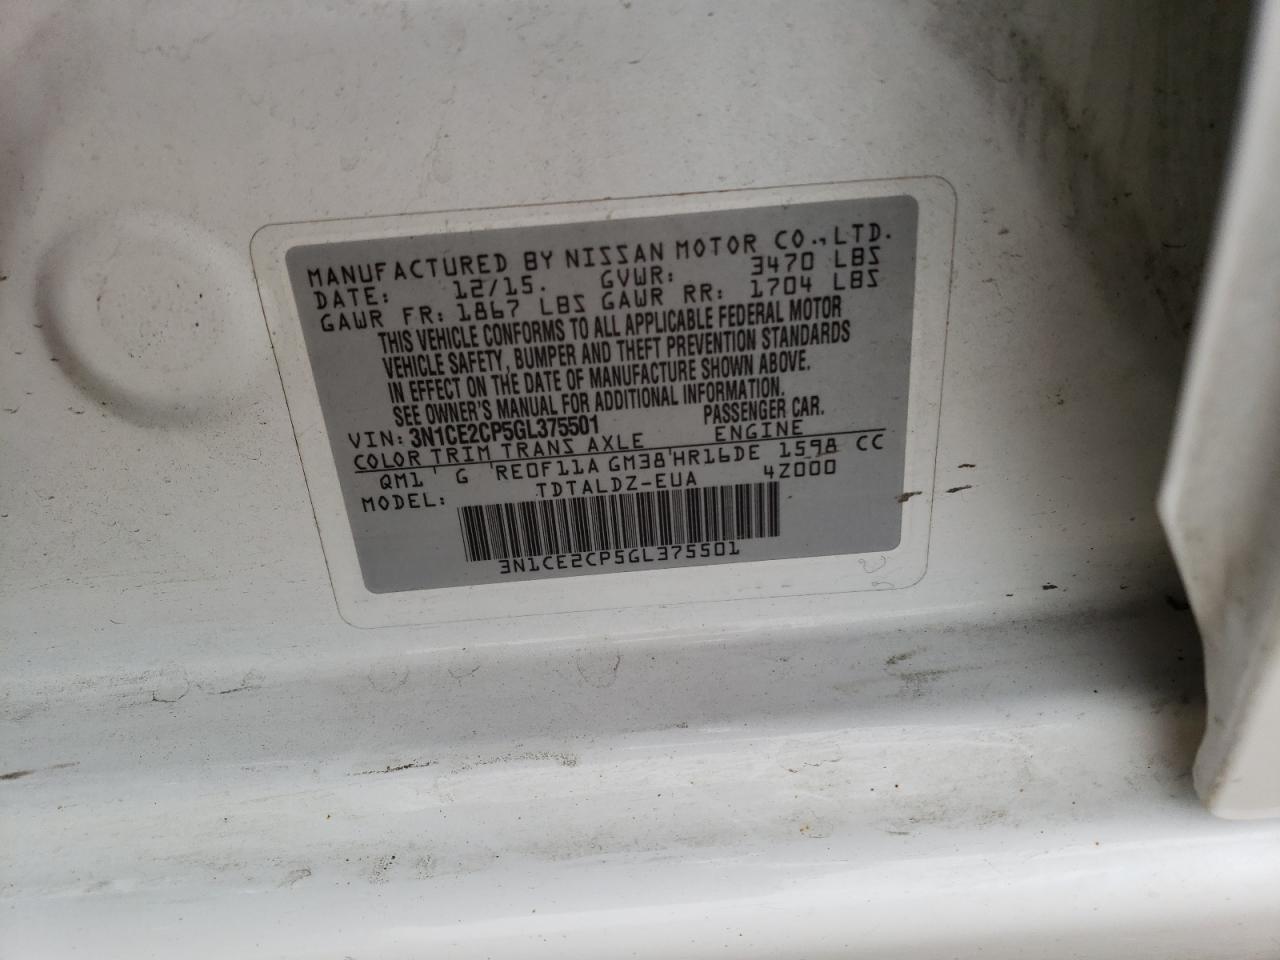 MANUFACTURED BY NISSAN MOTOR CO., LTD.
DATE: 12/15. GVWR: 3470 LBS
GAWR FR: 1867 LBS GAWR RR: 1704 LBS
THIS VEHICLE CONFORMS TO ALL APPLICABLE FEDERAL MOTOR
VEHICLE SAFETY, BUMPER AND THEFT PREVENTION STANDARDS
IN EFFECT ON THE DATE OF MANUFACTURE SHOWN ABOVE.
SEE OWNER'S MANUAL FOR ADDITIONAL INFORMATION.
VIN: 3N1CE2CP5GL375501 PASSENGER CAR.
COLOR TRIM TRANS AXLE ENGINE
QM1 ' G 'RE0F11A GM38'HR16DE 1598 CC
MODEL: TDTALDZ-EUA 4Z000
3N1CE2CP5GL375501